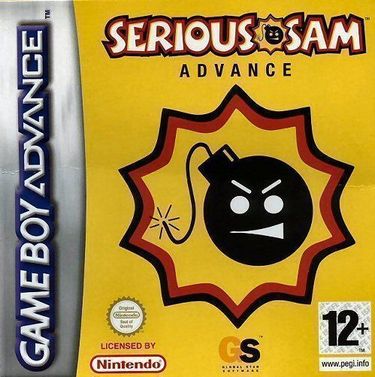 SERIOUS SAM
ADVANCE
GAME BOY ADVANCE
TM
Original
Nintendo
Seal of
Quality
LICENSED BY
Nintendo
GS
GLOBAL STAR
SOFTWARE
12+
www.pegi.info